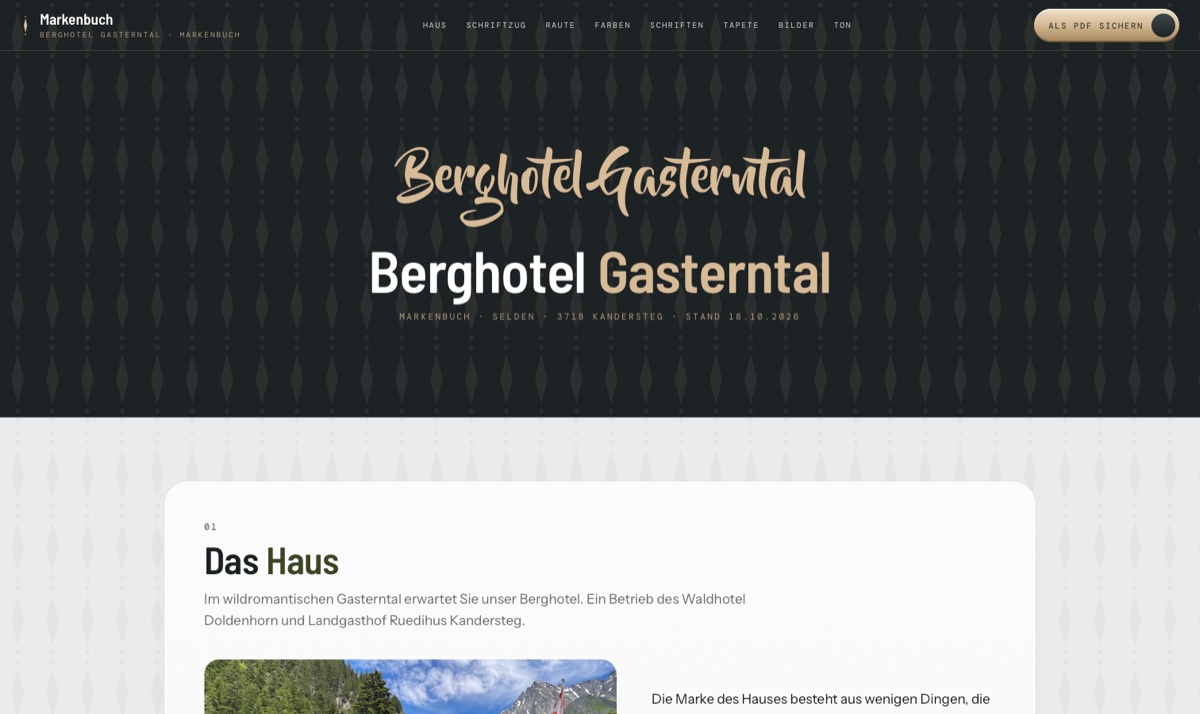 Markenbuch
BERGHOTEL GASTERNTAL · MARKENBUCH
HAUS SCHRIFTZUG RAUTE FARBEN SCHRIFTEN TAPETE BILDER TON
ALS PDF SICHERN
Berghotel Gasterntal
Berghotel Gasterntal
MARKENBUCH · SELDEN · 3718 KANDERSTEG · STAND 18.10.2026
01
Das Haus
Im wildromantischen Gasterntal erwartet Sie unser Berghotel. Ein Betrieb des Waldhotel
Doldenhorn und Landgasthof Ruedihus Kandersteg.
Die Marke des Hauses besteht aus wenigen Dingen, die